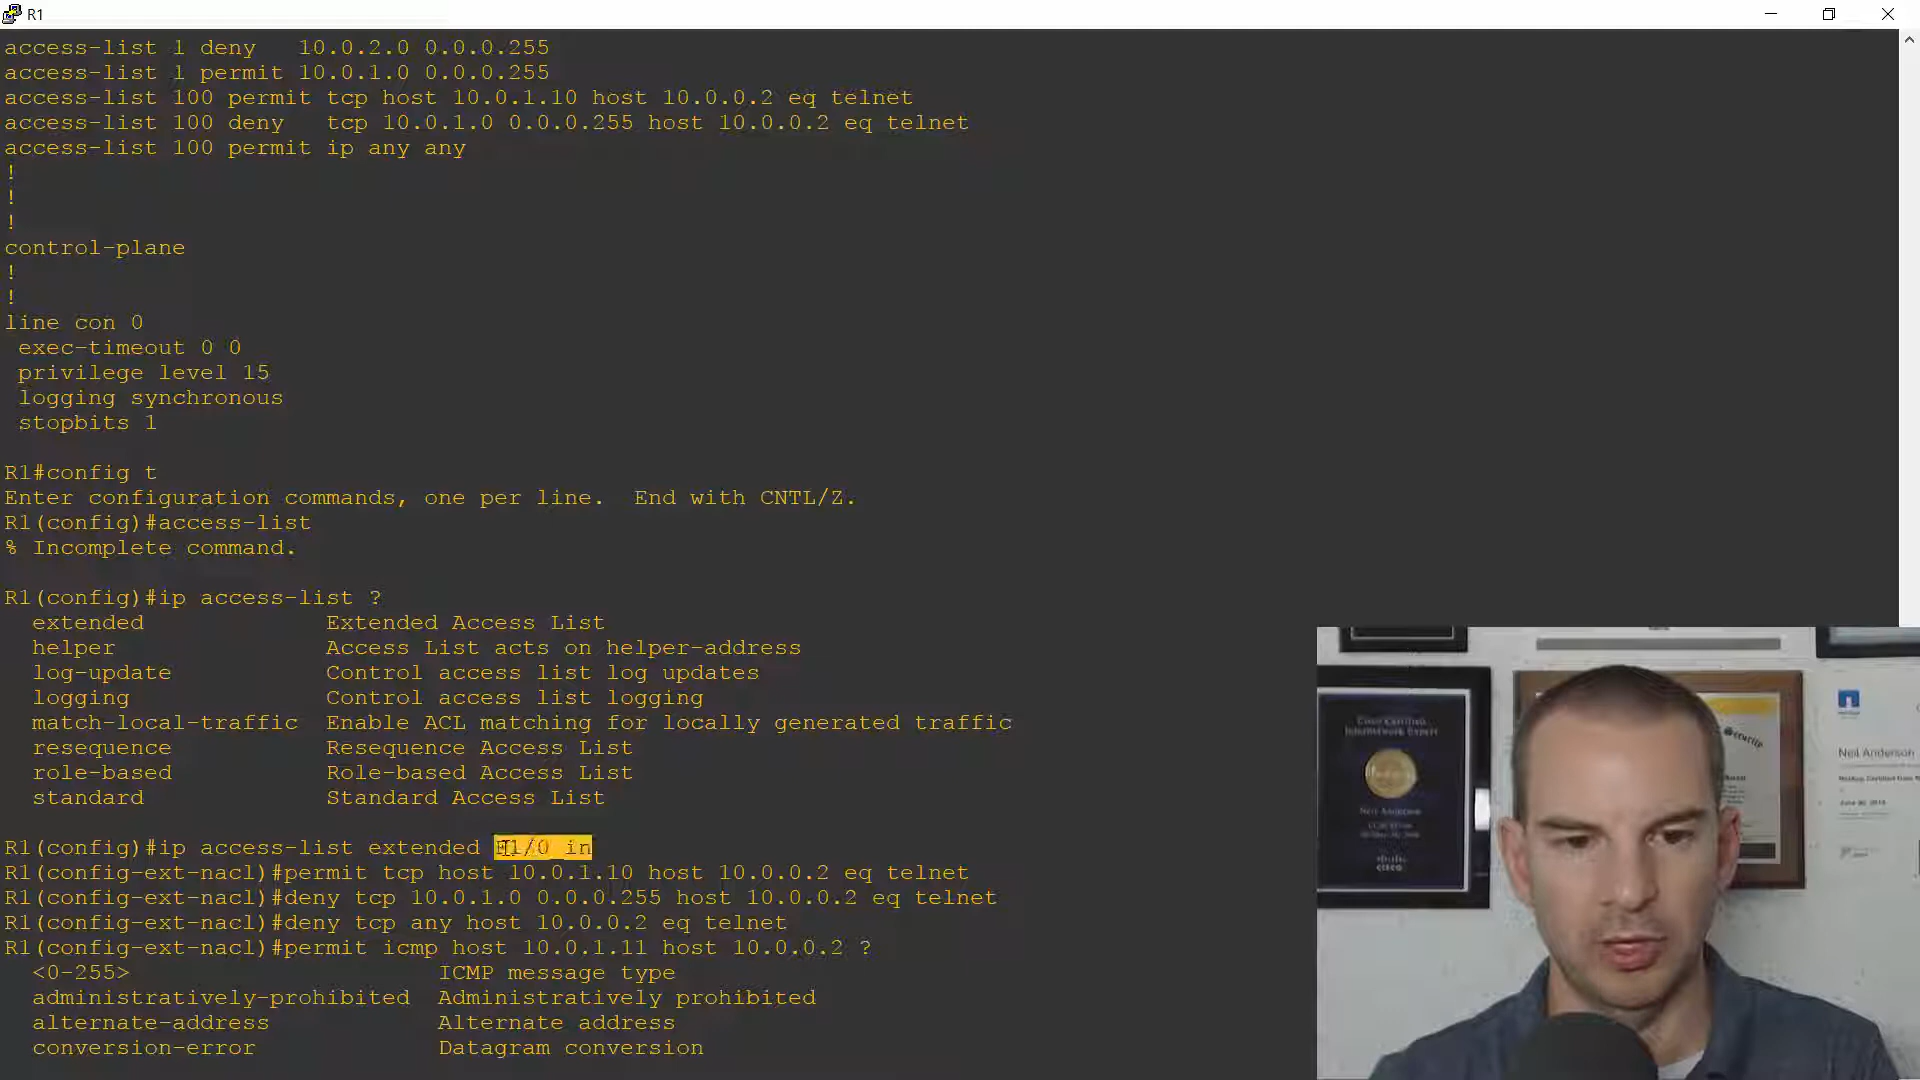 R1
access-list 1 deny   10.0.2.0 0.0.0.255
access-list 1 permit 10.0.1.0 0.0.0.255
access-list 100 permit tcp host 10.0.1.10 host 10.0.0.2 eq telnet
access-list 100 deny   tcp 10.0.1.0 0.0.0.255 host 10.0.0.2 eq telnet
access-list 100 permit ip any any
!
!
!
control-plane
!
!
line con 0
 exec-timeout 0 0
 privilege level 15
 logging synchronous
 stopbits 1
R1#config t
Enter configuration commands, one per line.  End with CNTL/Z.
R1(config)#access-list
% Incomplete command.
R1(config)#ip access-list ?
  extended             Extended Access List
  helper               Access List acts on helper-address
  log-update           Control access list log updates
  logging              Control access list logging
  match-local-traffic  Enable ACL matching for locally generated traffic
  resequence           Resequence Access List
  role-based           Role-based Access List
  standard             Standard Access List
R1(config)#ip access-list extended F1/0_in
R1(config-ext-nacl)#permit tcp host 10.0.1.10 host 10.0.0.2 eq telnet
R1(config-ext-nacl)#deny tcp 10.0.1.0 0.0.0.255 host 10.0.0.2 eq telnet
R1(config-ext-nacl)#deny tcp any host 10.0.0.2 eq telnet
R1(config-ext-nacl)#permit icmp host 10.0.1.11 host 10.0.0.2 ?
  <0-255>                      ICMP message type
  administratively-prohibited  Administratively prohibited
  alternate-address            Alternate address
  conversion-error             Datagram conversion
Cisco Certified
Internetwork Expert
Neil Anderson
cisco
Neil Anderson